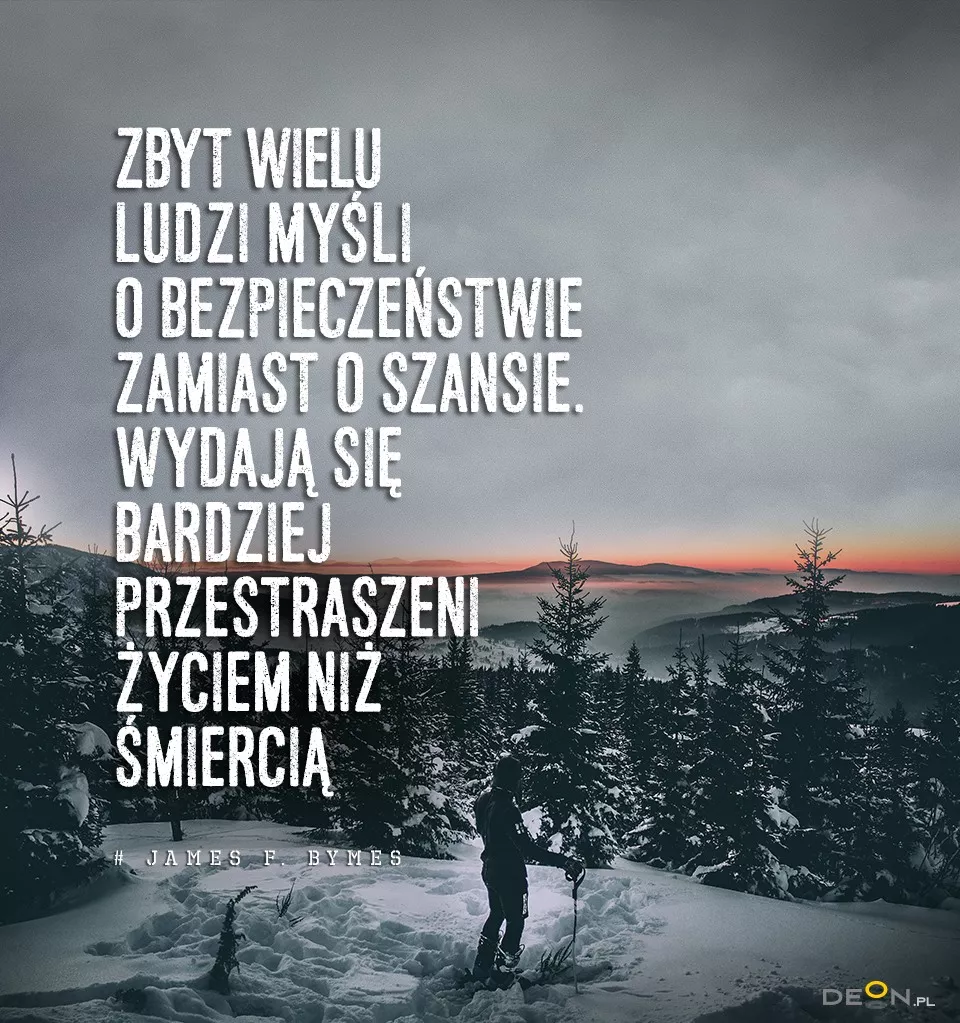 ZBYT WIELU
LUDZI MYŚLI
O BEZPIECZEŃSTWIE
ZAMIAST O SZANSIE.
WYDAJĄ SIĘ
BARDZIEJ
PRZESTRASZENI
ŻYCIEM NIŻ
ŚMIERCIĄ
# JAMES F. BYMES
DEON.PL